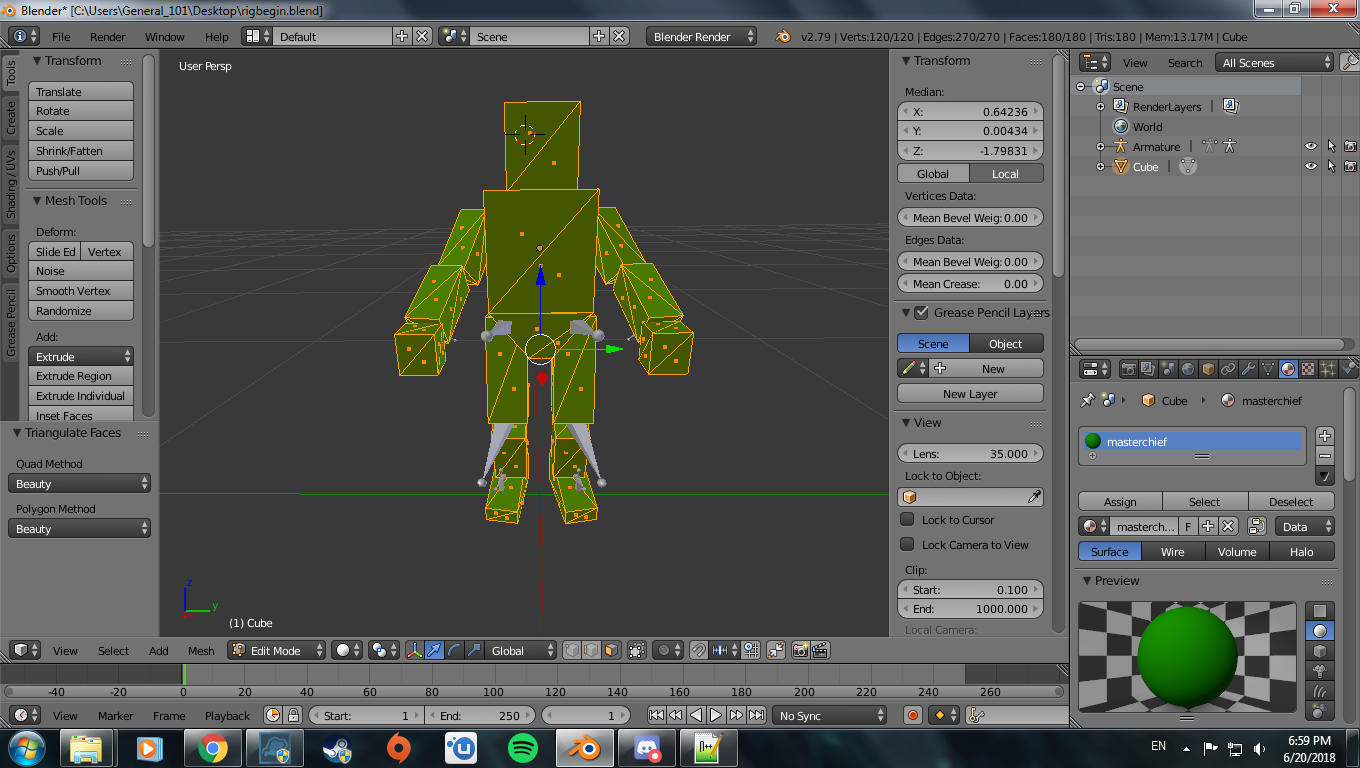 Blender* [C:\Users\General_101\Desktop\rigbegin.blend]
File Render Window Help Default Scene Blender Render v2.79 | Verts:120/120 | Edges:270/270 | Faces:180/180 | Tris:180 | Mem:13.17M | Cube
Tools
Create
Shading / UVs
Options
Grease Pencil
Transform
Translate
Rotate
Scale
Shrink/Fatten
Push/Pull
Mesh Tools
Deform:
Slide Ed Vertex
Noise
Smooth Vertex
Randomize
Add:
Extrude
Extrude Region
Extrude Individual
Inset Faces
Triangulate Faces
Quad Method
Beauty
Polygon Method
Beauty
User Persp
z
y
(1) Cube
Transform
Median:
X: 0.64236
Y: 0.00434
Z: -1.79831
Global Local
Vertices Data:
Mean Bevel Weig: 0.00
Edges Data:
Mean Bevel Weig: 0.00
Mean Crease: 0.00
Grease Pencil Layers
Scene Object
New
New Layer
View
Lens: 35.000
Lock to Object:
Lock to Cursor
Lock Camera to View
Clip:
Start: 0.100
End: 1000.000
Local Camera:
View Search All Scenes
Scene
RenderLayers
World
Armature
Cube
Cube masterchief
masterchief
Assign Select Deselect
masterch... F Data
Surface Wire Volume Halo
Preview
View Select Add Mesh Edit Mode Global
-40 -20 0 20 40 60 80 100 120 140 160 180 200 220 240 260
View Marker Frame Playback Start: 1 End: 250 1 No Sync
EN
6:59 PM
6/20/2018